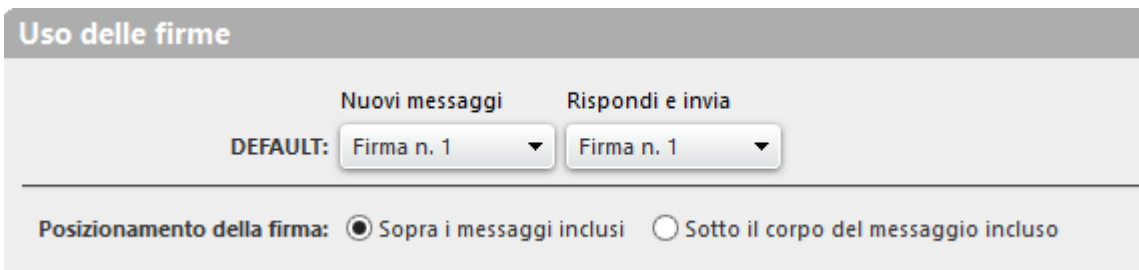 Uso delle firme
Nuovi messaggi Rispondi e invia
DEFAULT: Firma n. 1 Firma n. 1
Posizionamento della firma: Sopra i messaggi inclusi Sotto il corpo del messaggio incluso